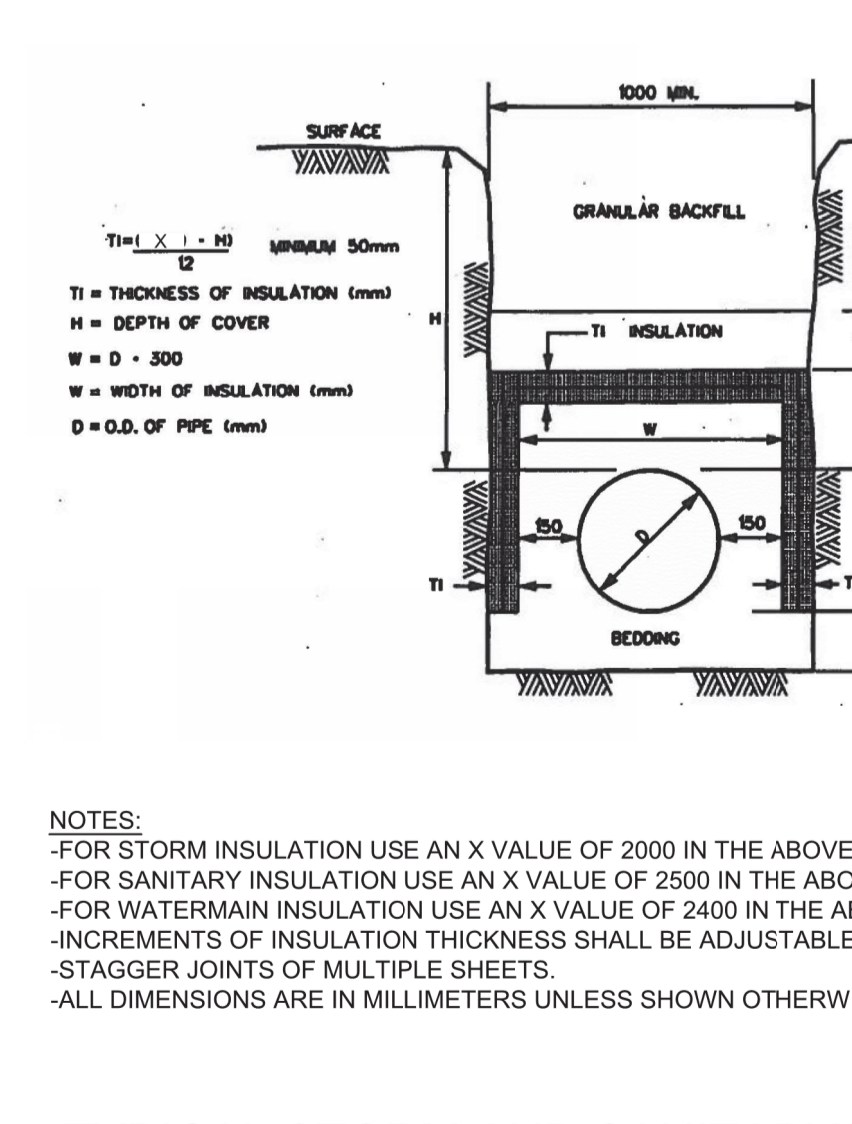 1000 MIN.
SURFACE
GRANULAR BACKFILL
TI=( X ) - H)
12
MINIMUM 50mm
TI = THICKNESS OF INSULATION (mm)
H = DEPTH OF COVER
H
TI INSULATION
W = D + 300
W = WIDTH OF INSULATION (mm)
D = O.D. OF PIPE (mm)
W
150
D
150
TI
T
BEDDING
NOTES:
-FOR STORM INSULATION USE AN X VALUE OF 2000 IN THE ABOVE
-FOR SANITARY INSULATION USE AN X VALUE OF 2500 IN THE ABO
-FOR WATERMAIN INSULATION USE AN X VALUE OF 2400 IN THE AB
-INCREMENTS OF INSULATION THICKNESS SHALL BE ADJUSTABLE
-STAGGER JOINTS OF MULTIPLE SHEETS.
-ALL DIMENSIONS ARE IN MILLIMETERS UNLESS SHOWN OTHERW